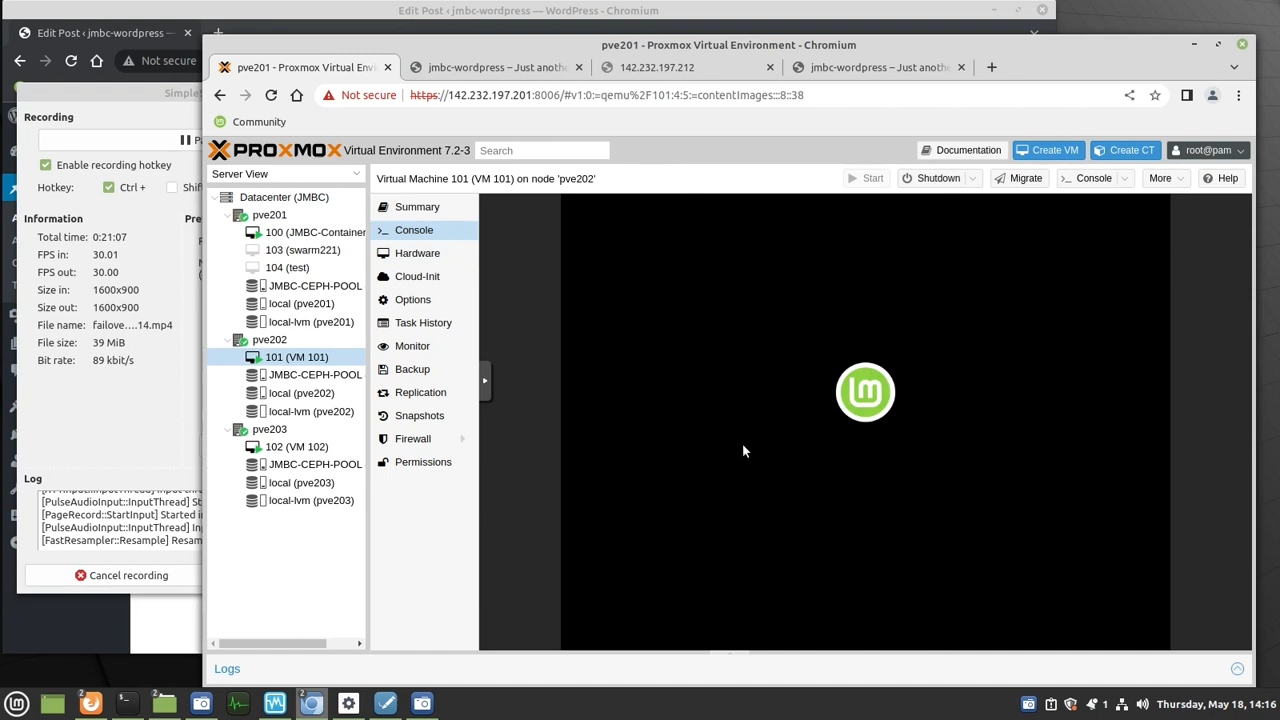 Edit Post ‹ jmbc-wordpress — WordPress - Chromium
Edit Post ‹ jmbc-wordpress —
Not secure
Recording
Enable recording hotkey
Hotkey:
Ctrl +
Information
Total time: 0:21:07
FPS in: 30.01
FPS out: 30.00
Size in: 1600x900
Size out: 1600x900
File name: failove....14.mp4
File size: 39 MiB
Bit rate: 89 kbit/s
Log
[PulseAudioInput::InputThread]
[PageRecord::StartInput] Started
[PulseAudioInput::InputThread]
[FastResampler::Resample]
Cancel recording
pve201 - Proxmox Virtual Environment - Chromium
pve201 - Proxmox Virtual Envi
jmbc-wordpress – Just anoth
142.232.197.212
jmbc-wordpress – Just anoth
Not secure
https://142.232.197.201:8006/#v1:0:=qemu%2F101:4:5:=contentImages:::8::38
Community
PROXMOX
Virtual Environment 7.2-3
Search
Documentation
Create VM
Create CT
root@pam
Server View
Virtual Machine 101 (VM 101) on node 'pve202'
Start
Shutdown
Migrate
Console
More
Help
Datacenter (JMBC)
pve201
100 (JMBC-Container
103 (swarm221)
104 (test)
JMBC-CEPH-POOL
local (pve201)
local-lvm (pve201)
pve202
101 (VM 101)
JMBC-CEPH-POOL
local (pve202)
local-lvm (pve202)
pve203
102 (VM 102)
JMBC-CEPH-POOL
local (pve203)
local-lvm (pve203)
Summary
Console
Hardware
Cloud-Init
Options
Task History
Monitor
Backup
Replication
Snapshots
Firewall
Permissions
Logs
2
2
2
1
Thursday, May 18, 14:16